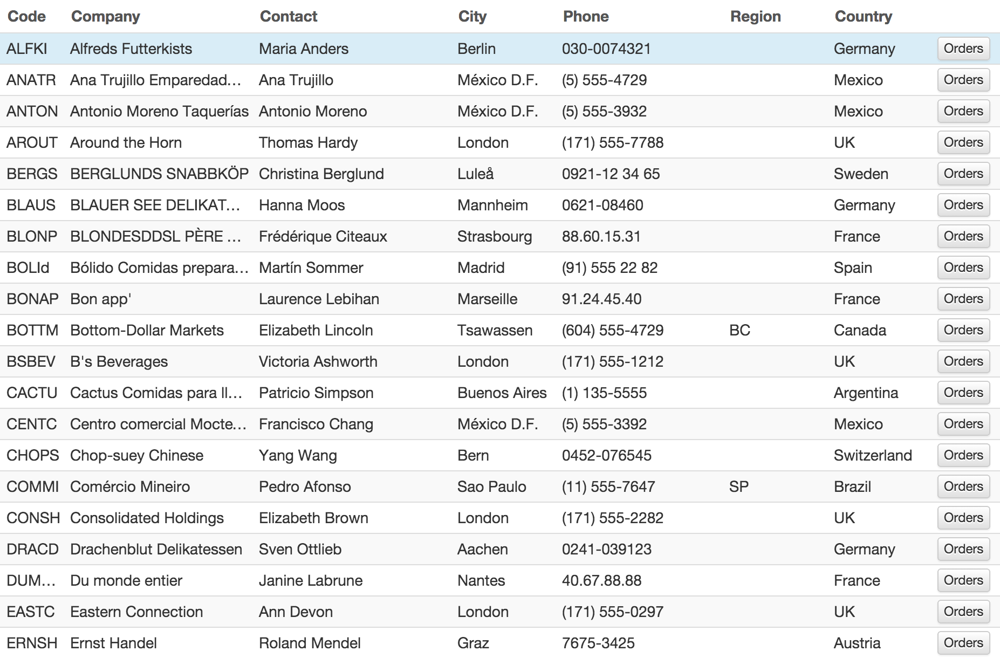 Code Company Contact City Phone Region Country
ALFKI Alfreds Futterkists Maria Anders Berlin 030-0074321 Germany Orders
ANATR Ana Trujillo Emparedad... Ana Trujillo México D.F. (5) 555-4729 Mexico Orders
ANTON Antonio Moreno Taquerías Antonio Moreno México D.F. (5) 555-3932 Mexico Orders
AROUT Around the Horn Thomas Hardy London (171) 555-7788 UK Orders
BERGS BERGLUNDS SNABBKÖP Christina Berglund Luleå 0921-12 34 65 Sweden Orders
BLAUS BLAUER SEE DELIKAT... Hanna Moos Mannheim 0621-08460 Germany Orders
BLONP BLONDESDDSL PÈRE ... Frédérique Citeaux Strasbourg 88.60.15.31 France Orders
BOLId Bólido Comidas prepara... Martín Sommer Madrid (91) 555 22 82 Spain Orders
BONAP Bon app' Laurence Lebihan Marseille 91.24.45.40 France Orders
BOTTM Bottom-Dollar Markets Elizabeth Lincoln Tsawassen (604) 555-4729 BC Canada Orders
BSBEV B's Beverages Victoria Ashworth London (171) 555-1212 UK Orders
CACTU Cactus Comidas para ll... Patricio Simpson Buenos Aires (1) 135-5555 Argentina Orders
CENTC Centro comercial Mocte... Francisco Chang México D.F. (5) 555-3392 Mexico Orders
CHOPS Chop-suey Chinese Yang Wang Bern 0452-076545 Switzerland Orders
COMMI Comércio Mineiro Pedro Afonso Sao Paulo (11) 555-7647 SP Brazil Orders
CONSH Consolidated Holdings Elizabeth Brown London (171) 555-2282 UK Orders
DRACD Drachenblut Delikatessen Sven Ottlieb Aachen 0241-039123 Germany Orders
DUM... Du monde entier Janine Labrune Nantes 40.67.88.88 France Orders
EASTC Eastern Connection Ann Devon London (171) 555-0297 UK Orders
ERNSH Ernst Handel Roland Mendel Graz 7675-3425 Austria Orders